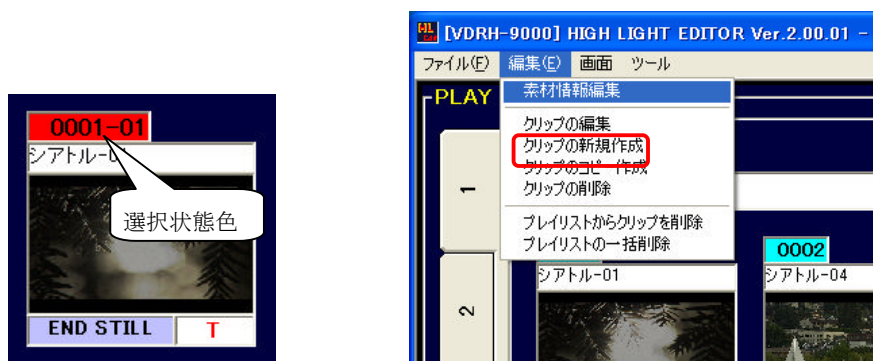 0001-01
シアトル-0
選択状態色
END STILL
T
[VDRH-9000] HIGH LIGHT EDITOR Ver.2.00.01 -
ファイル(F) 編集(E) 画面 ツール
素材情報編集
PLAY
クリップの編集
クリップの新規作成
クリップのコピー作成
クリップの削除
プレイリストからクリップを削除
プレイリストの一括削除
1
0002
シアトル-01
シアトル-04
2